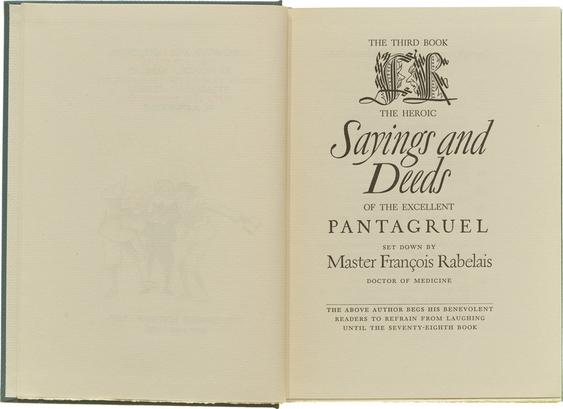 THE THIRD BOOK
THE HEROIC
Sayings and
Deeds
OF THE EXCELLENT
PANTAGRUEL
SET DOWN BY
Master François Rabelais
DOCTOR OF MEDICINE
THE ABOVE AUTHOR BEGS HIS BENEVOLENT
READERS TO REFRAIN FROM LAUGHING
UNTIL THE SEVENTY-EIGHTH BOOK